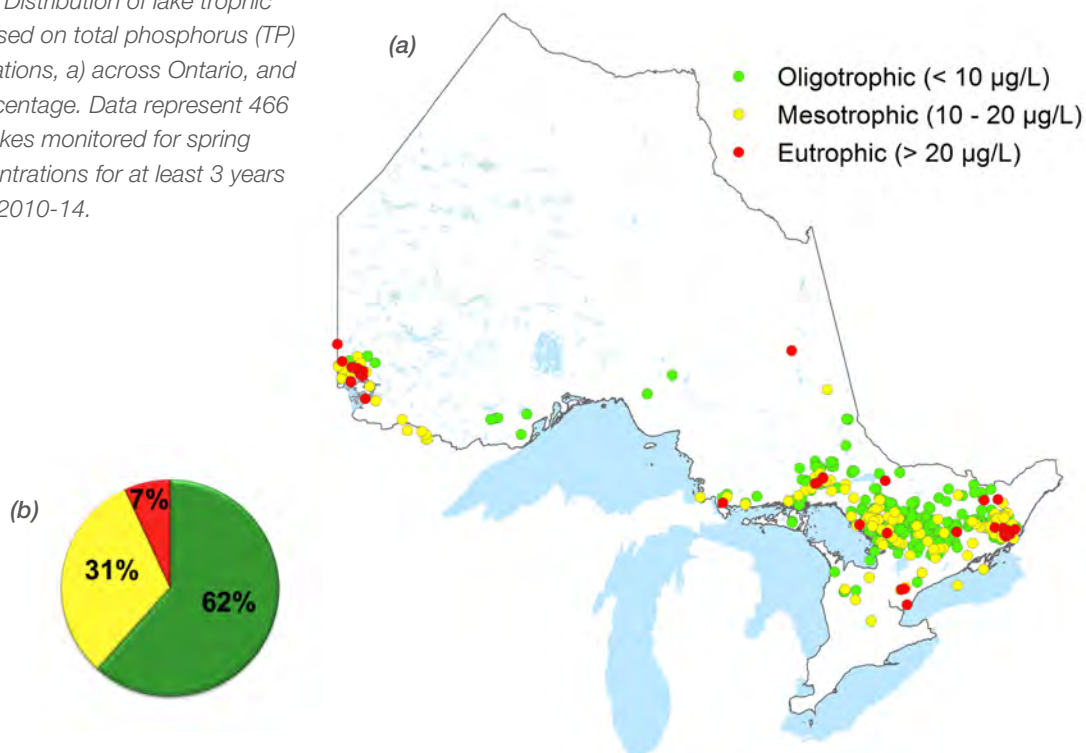 Distribution of lake trophic
sed on total phosphorus (TP)
ations, a) across Ontario, and
centage. Data represent 466
kes monitored for spring
entrations for at least 3 years
2010-14.
(a)
Oligotrophic (< 10 µg/L)
Mesotrophic (10 - 20 µg/L)
Eutrophic (> 20 µg/L)
(b)
7%
31%
62%